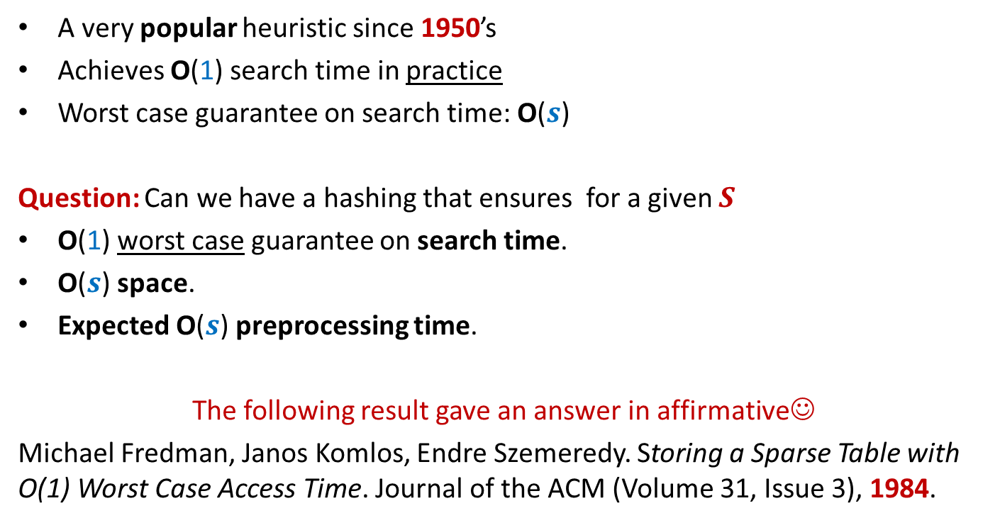 • A very popular heuristic since 1950's
• Achieves O(1) search time in practice
• Worst case guarantee on search time: O(s)
Question: Can we have a hashing that ensures for a given S
• O(1) worst case guarantee on search time.
• O(s) space.
• Expected O(s) preprocessing time.
The following result gave an answer in affirmative☺
Michael Fredman, Janos Komlos, Endre Szemeredy. Storing a Sparse Table with
O(1) Worst Case Access Time. Journal of the ACM (Volume 31, Issue 3), 1984.